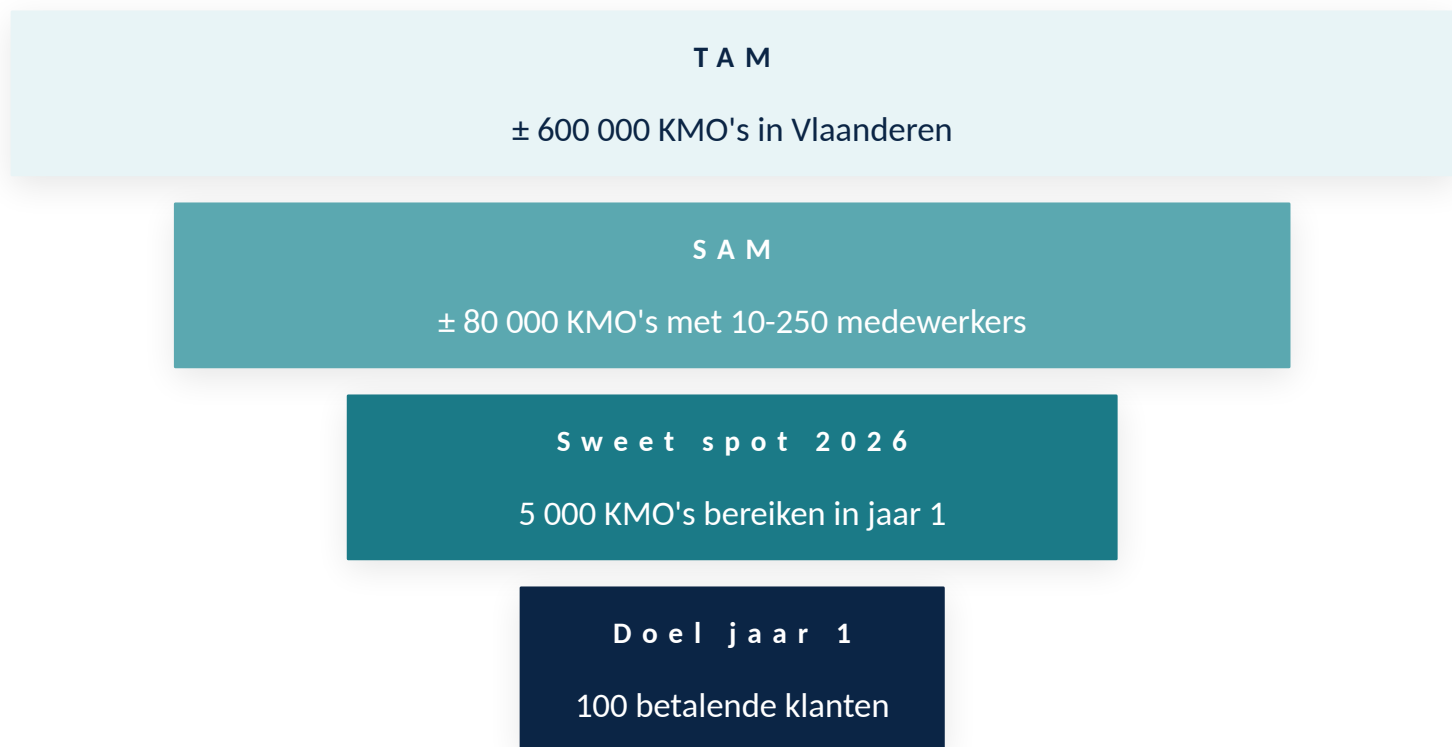 TAM
± 600 000 KMO's in Vlaanderen
SAM
± 80 000 KMO's met 10-250 medewerkers
Sweet spot 2026
5 000 KMO's bereiken in jaar 1
Doel jaar 1
100 betalende klanten